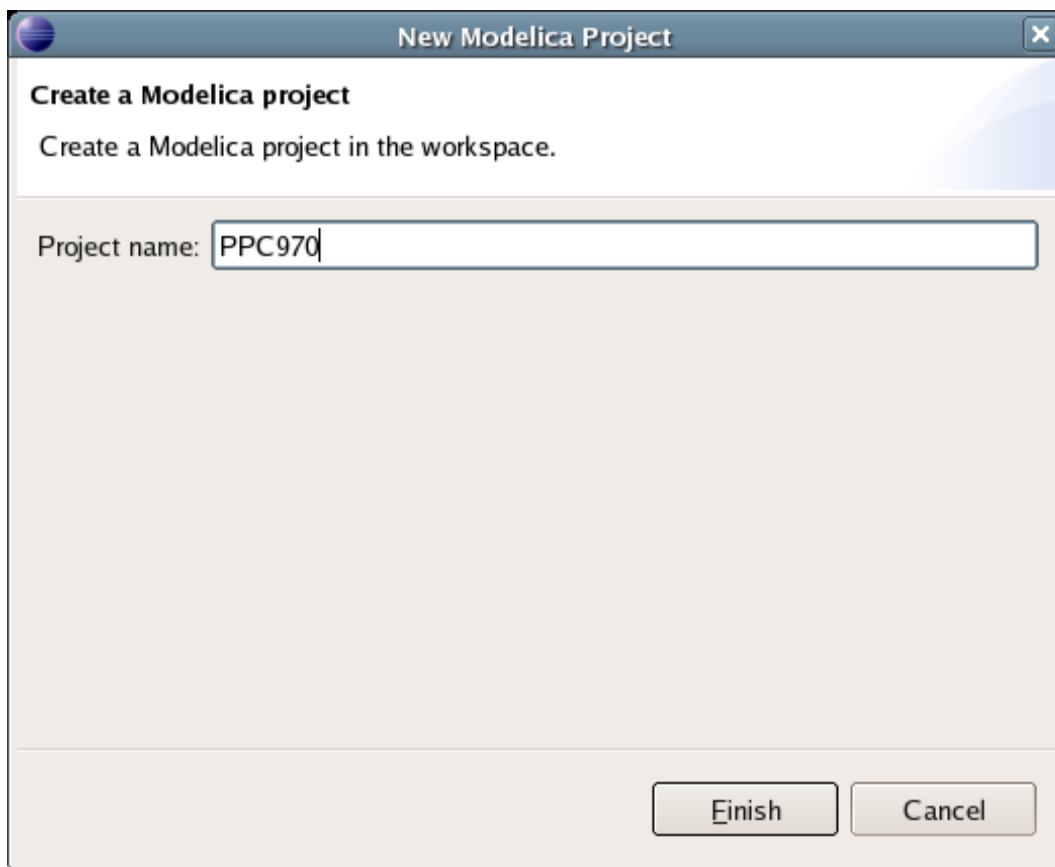 New Modelica Project
Create a Modelica project
Create a Modelica project in the workspace.
Project name: PPC970
Finish Cancel